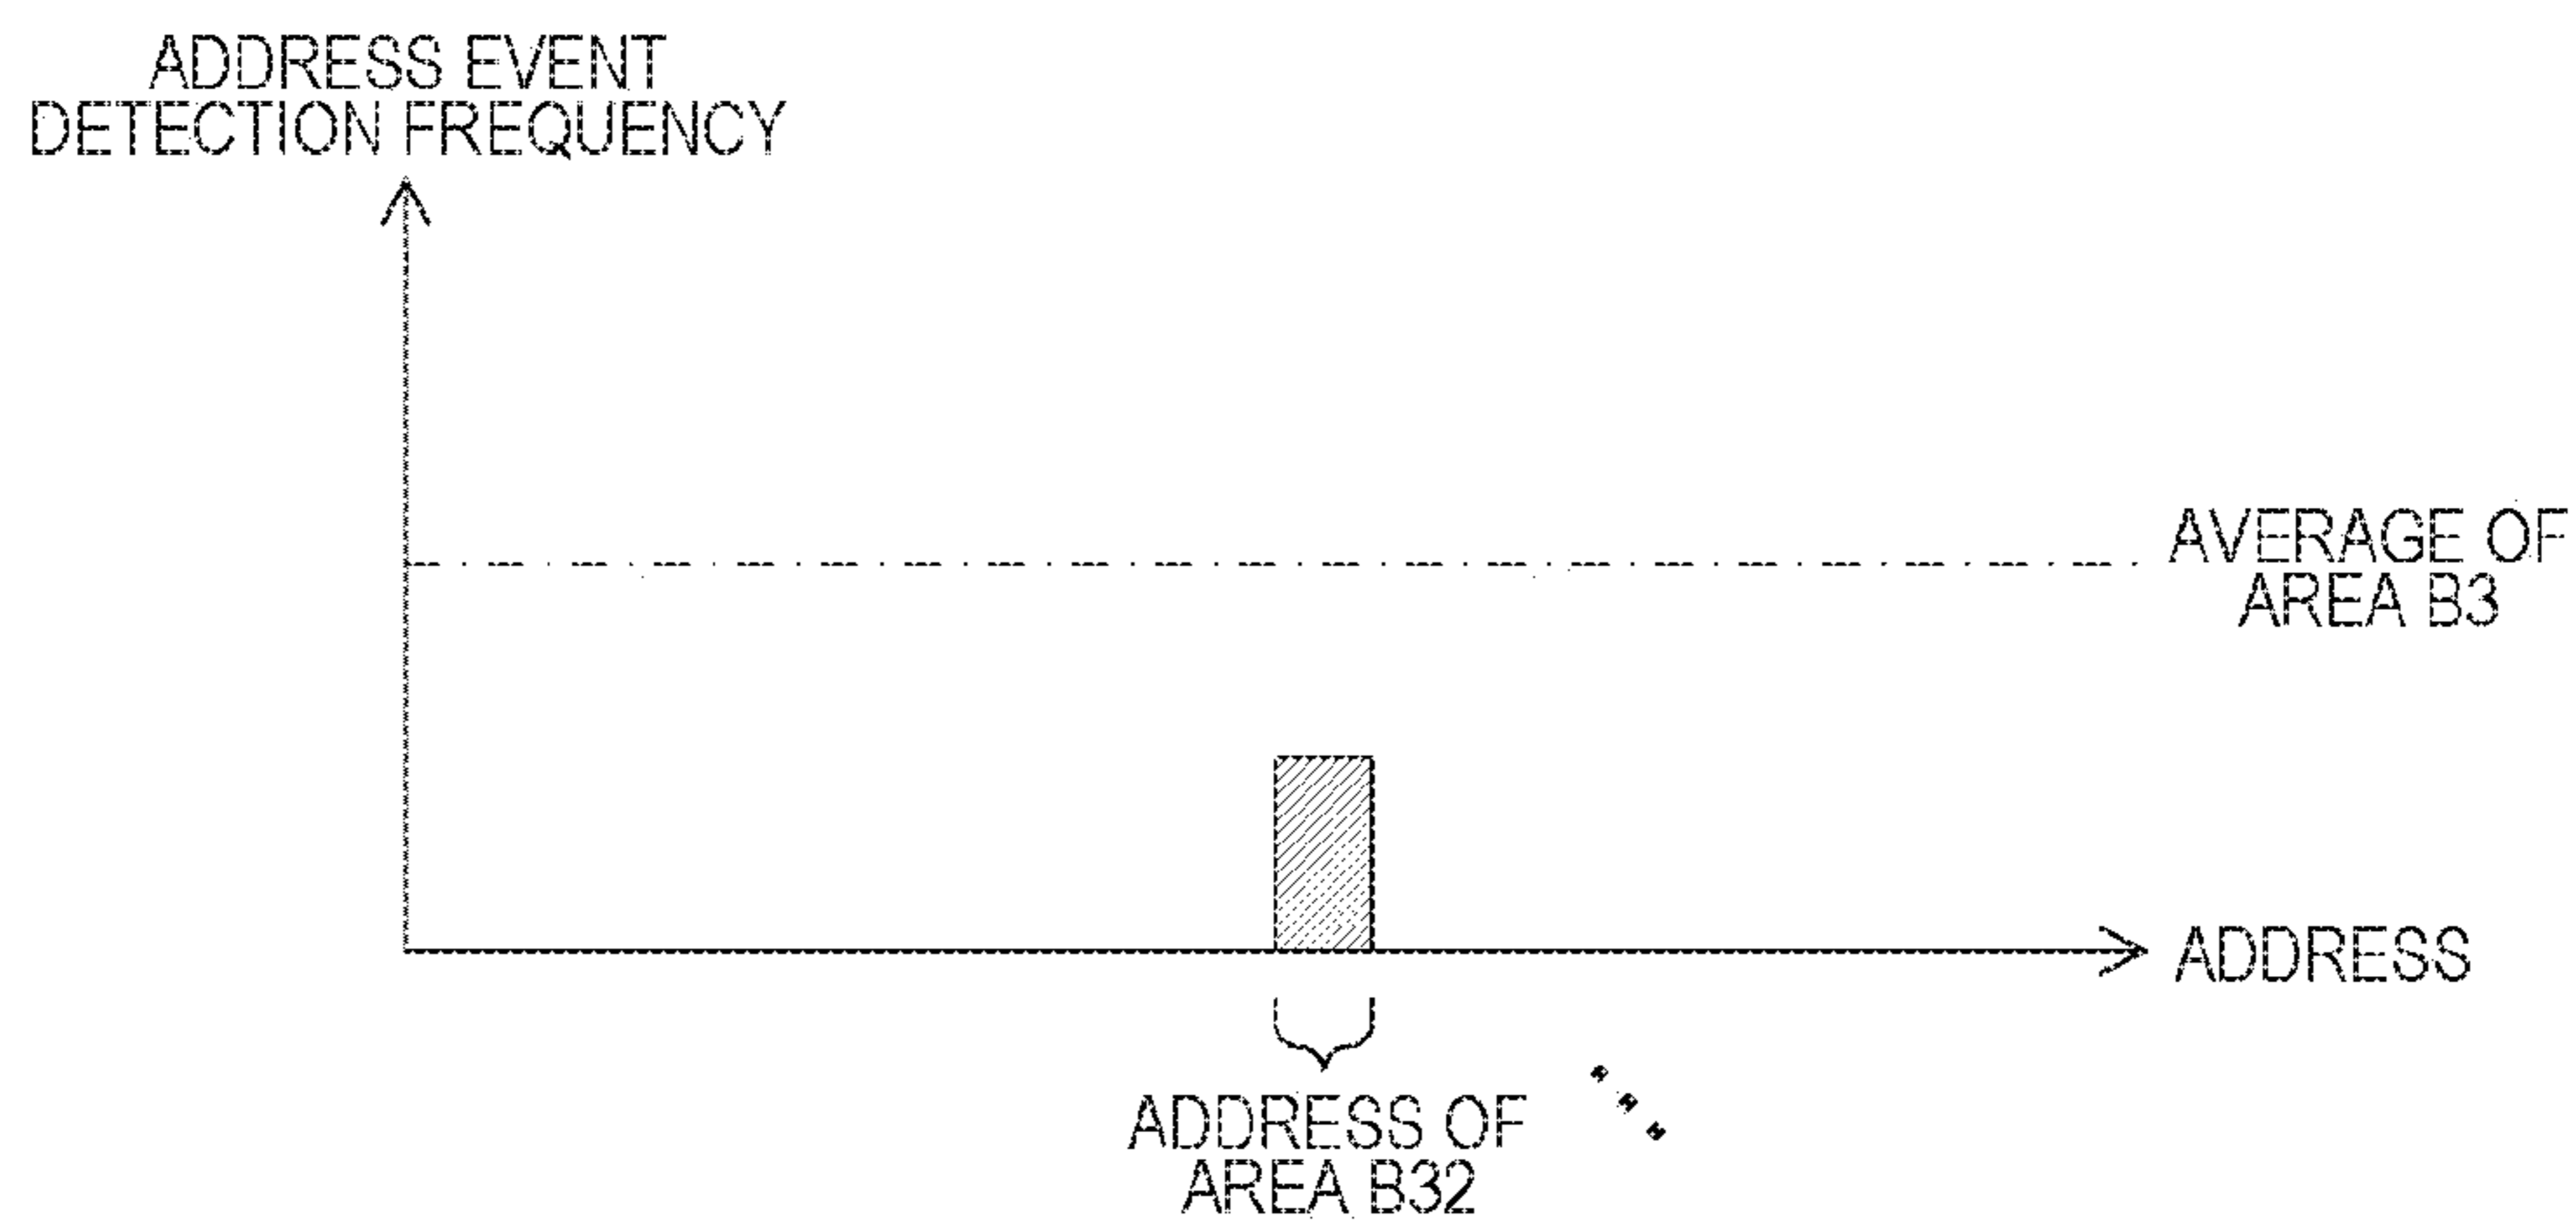 ADDRESS EVENT
DETECTION FREQUENCY
AVERAGE OF
AREA B3
ADDRESS
ADDRESS OF
AREA B32